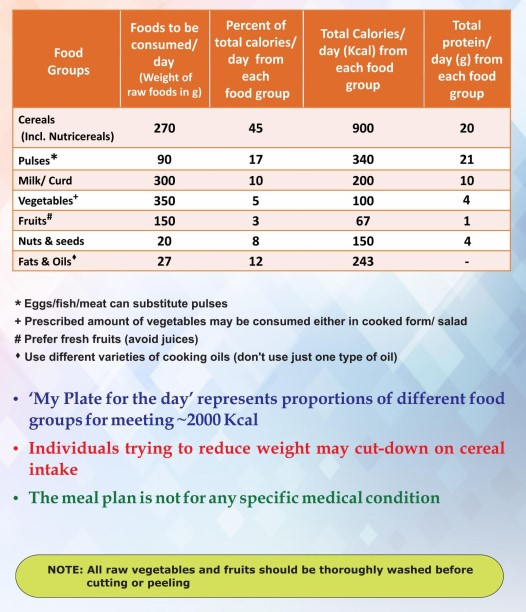 Food Groups
Foods to be consumed/ day (Weight of raw foods in g)
Percent of total calories/ day from each food group
Total Calories/ day (Kcal) from each food group
Total protein/ day (g) from each food group
Cereals (Incl. Nutricereals) 270 45 900 20
Pulses* 90 17 340 21
Milk/ Curd 300 10 200 10
Vegetables+ 350 5 100 4
Fruits# 150 3 67 1
Nuts & seeds 20 8 150 4
Fats & Oils♦ 27 12 243 -
* Eggs/fish/meat can substitute pulses
+ Prescribed amount of vegetables may be consumed either in cooked form/ salad
# Prefer fresh fruits (avoid juices)
♦ Use different varieties of cooking oils (don't use just one type of oil)
• ‘My Plate for the day’ represents proportions of different food
groups for meeting ~2000 Kcal
• Individuals trying to reduce weight may cut-down on cereal
intake
• The meal plan is not for any specific medical condition
NOTE: All raw vegetables and fruits should be thoroughly washed before
cutting or peeling